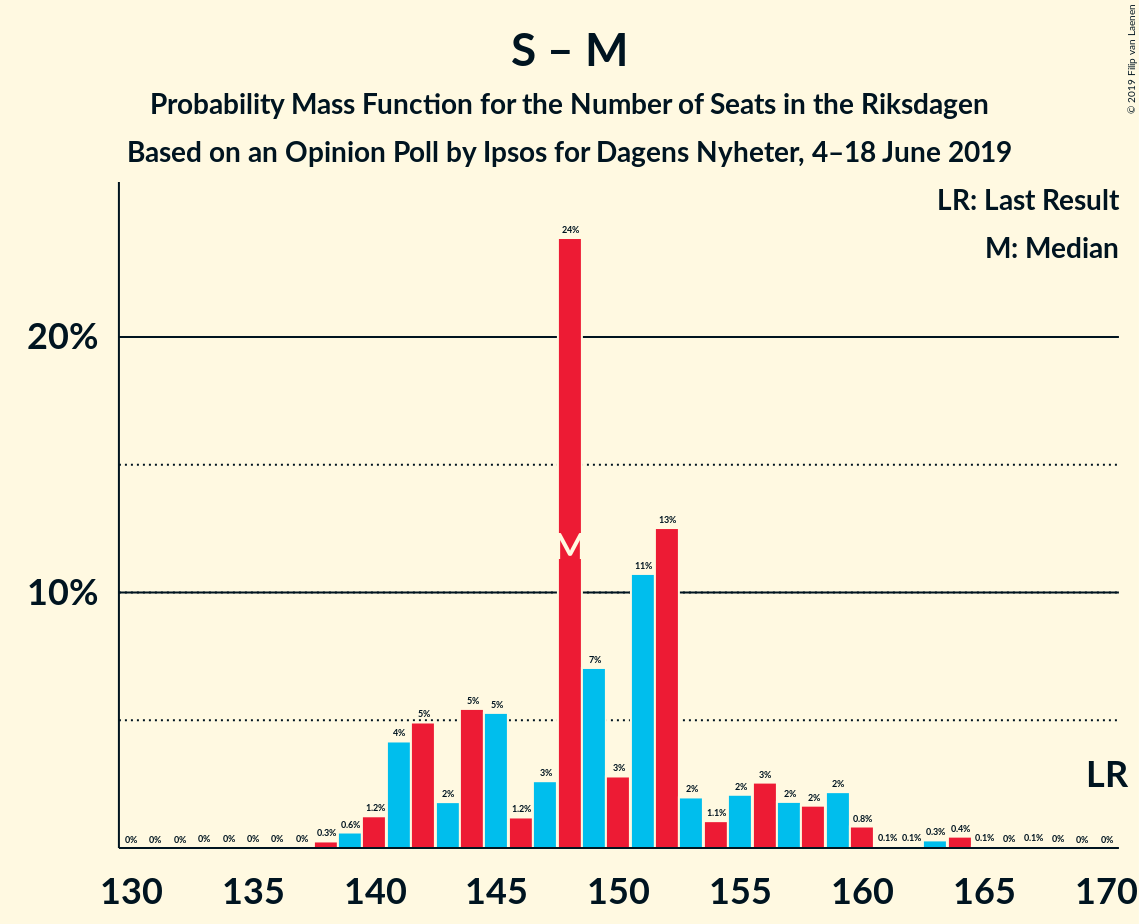 S – M
Probability Mass Function for the Number of Seats in the Riksdagen
Based on an Opinion Poll by Ipsos for Dagens Nyheter, 4–18 June 2019
© 2019 Filip van Laenen
LR: Last Result
M: Median
20%
10%
0% 0% 0% 0% 0% 0% 0% 0% 0.3% 0.6% 1.2% 4% 5% 2% 5% 5% 1.2% 3% 24% 7% 3% 11% 13% 2% 1.1% 2% 3% 2% 2% 2% 0.8% 0.1% 0.1% 0.3% 0.4% 0.1% 0% 0.1% 0% 0% 0%
M
LR
130 135 140 145 150 155 160 165 170